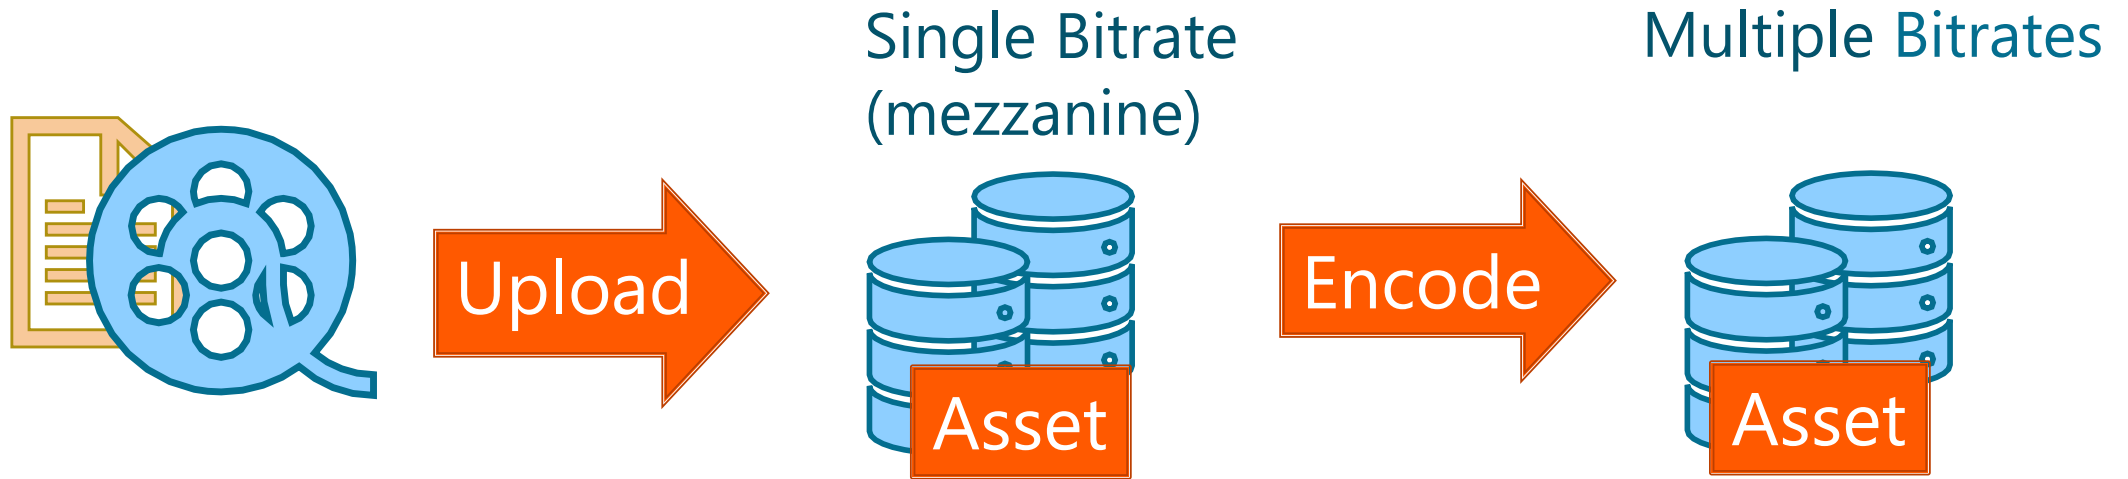 Single Bitrate
(mezzanine)
Multiple Bitrates
Upload
Encode
Asset
Asset